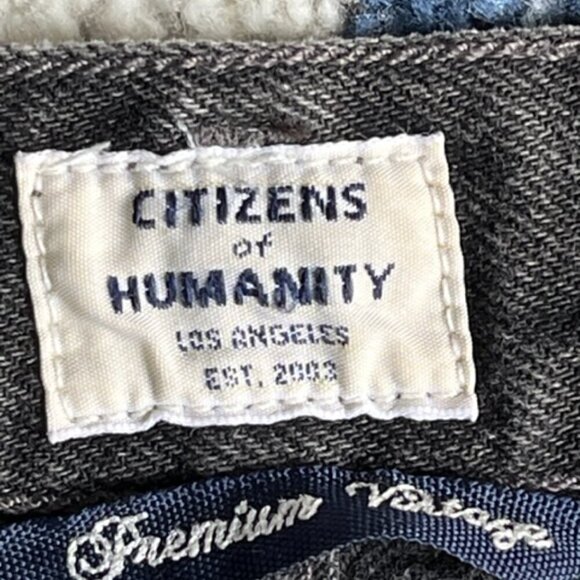 CITIZENS
OF
HUMANITY
LOS ANGELES
EST. 2003
Premium Vintage